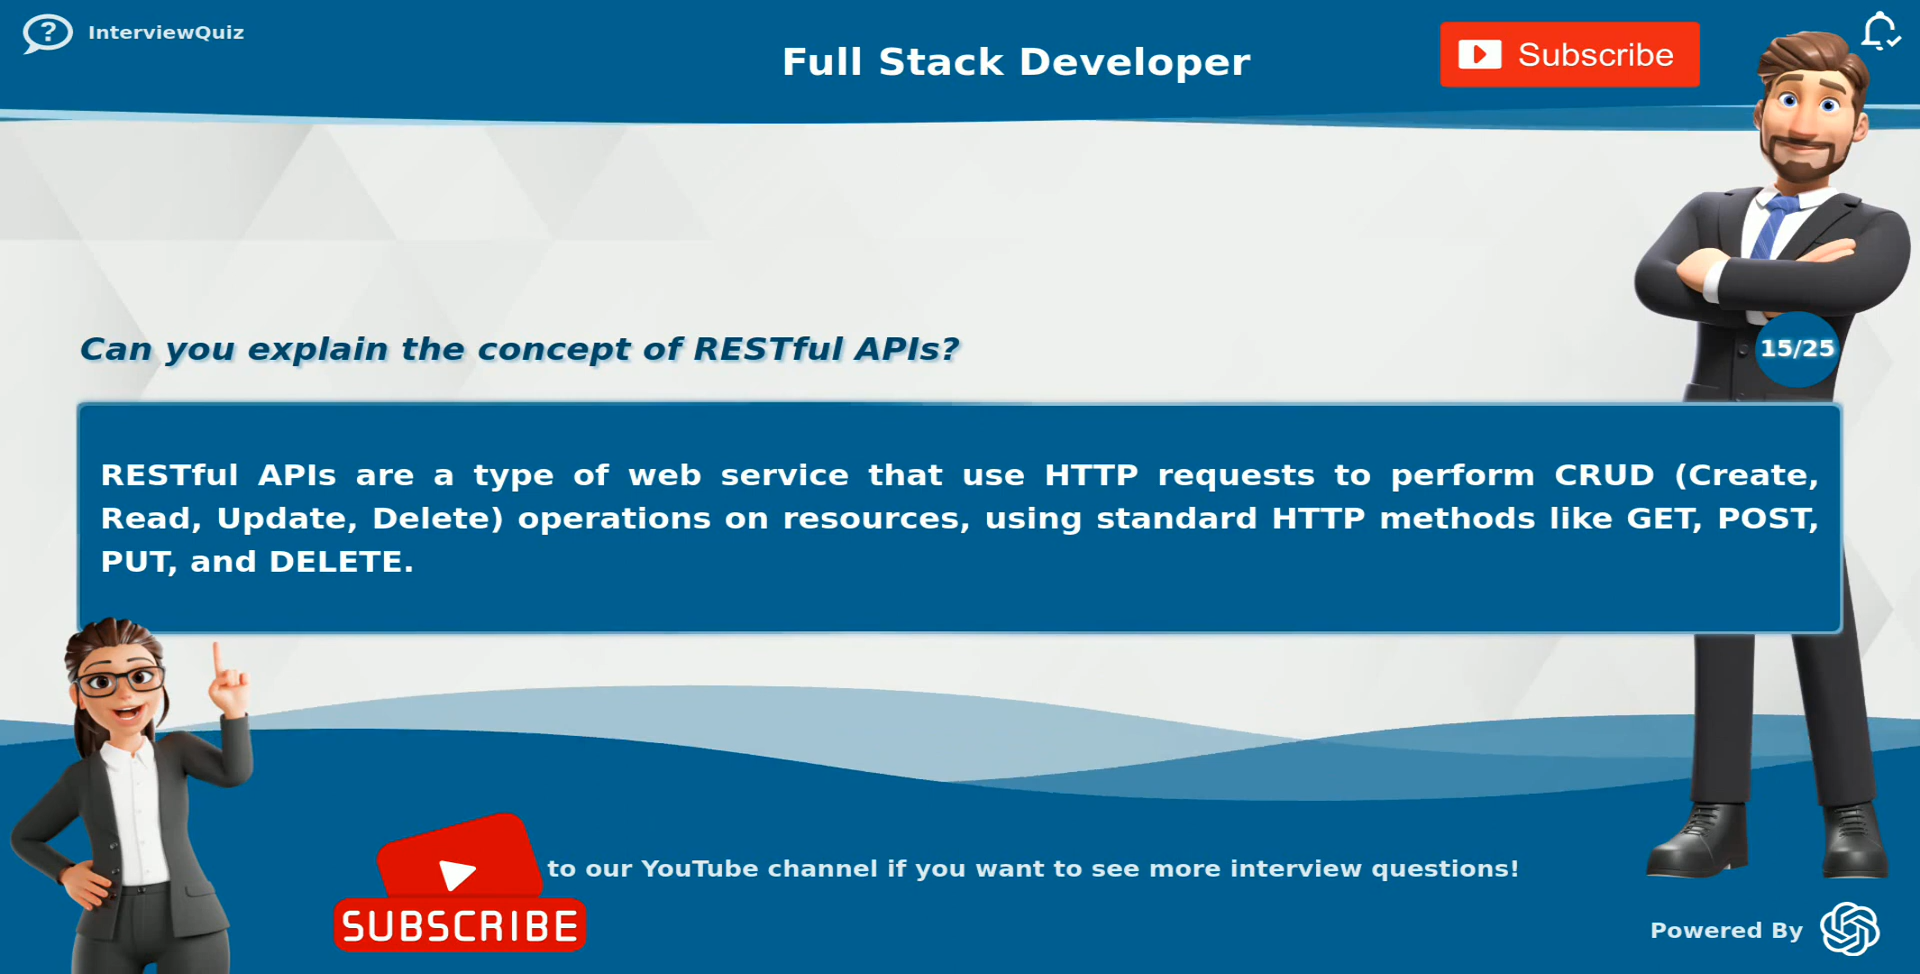 ?
InterviewQuiz
Full Stack Developer
Subscribe
Can you explain the concept of RESTful APIs?
15/25
RESTful APIs are a type of web service that use HTTP requests to perform CRUD (Create,
Read, Update, Delete) operations on resources, using standard HTTP methods like GET, POST,
PUT, and DELETE.
to our YouTube channel if you want to see more interview questions!
SUBSCRIBE
Powered By